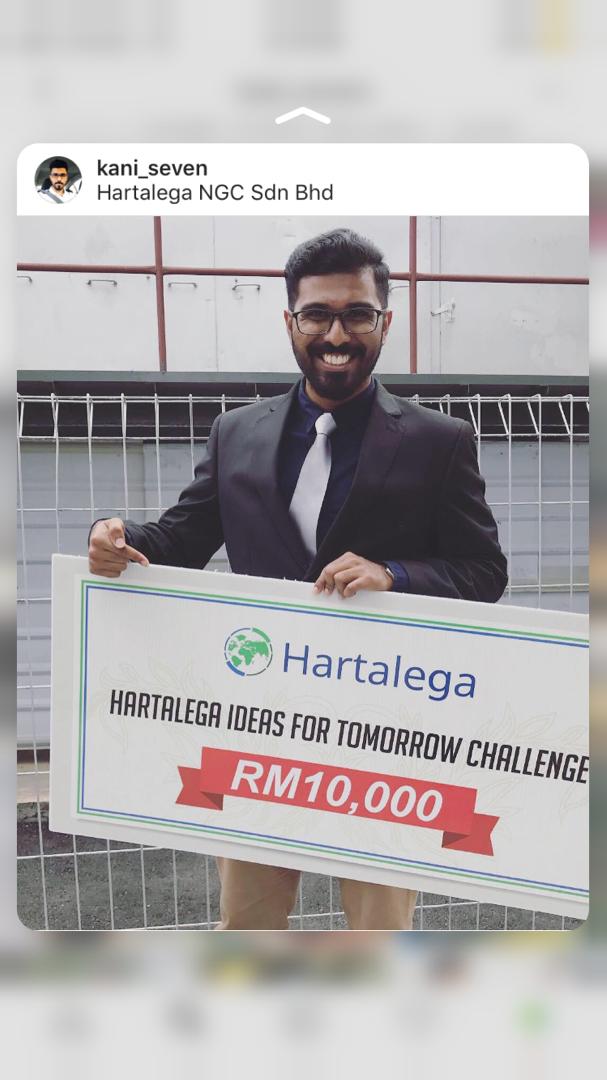 kani_seven
Hartalega NGC Sdn Bhd
Hartalega
HARTALEGA IDEAS FOR TOMORROW CHALLENGE
RM10,000